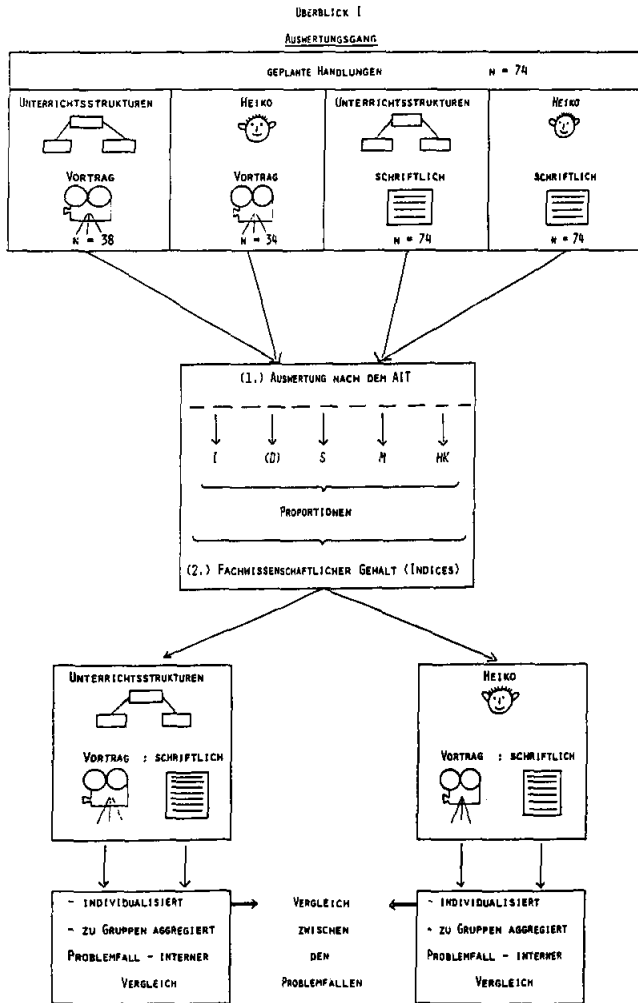 ÜBERBLICK I
AUSWERTUNGSGANG
GEPLANTE HANDLUNGEN N = 74
UNTERRICHTSSTRUKTUREN HEIKO UNTERRICHTSSTRUKTUREN HEIKO
VORTRAG VORTRAG SCHRIFTLICH SCHRIFTLICH
N = 38 N = 34 N = 74 N = 74
(1.) AUSWERTUNG NACH DEM AIT
I (D) S M HK
PROPORTIONEN
(2.) FACHWISSENSCHAFTLICHER GEHALT (INDICES)
UNTERRICHTSSTRUKTUREN
VORTRAG : SCHRIFTLICH
HEIKO
VORTRAG : SCHRIFTLICH
- INDIVIDUALISIERT
- ZU GRUPPEN AGGREGIERT
PROBLEMFALL - INTERNER
VERGLEICH
VERGLEICH
ZWISCHEN
DEN
PROBLEMFALLEN
- INDIVIDUALISIERT
- ZU GRUPPEN AGGREGIERT
PROBLEMFALL - INTERNER
VERGLEICH